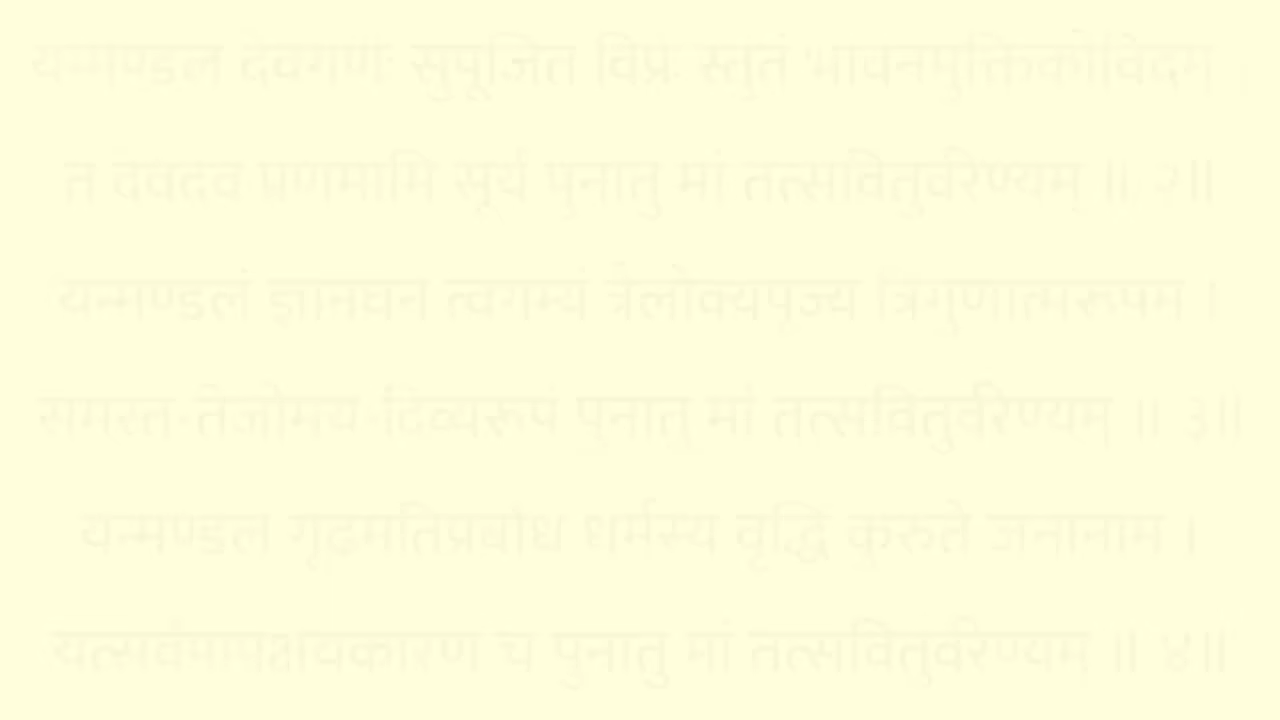 यन्मण्डलं देवगणैः सुपूजितं विप्रैः स्तुतं भावनमुक्तिकोविदम् ।
तं देवदेवं प्रणमामि सूर्यं पुनातु मां तत्सवितुर्वरेण्यम् ॥ २॥
यन्मण्डलं ज्ञानघनं त्वगम्यं त्रैलोक्यपूज्यं त्रिगुणात्मरूपम् ।
समस्त-तेजोमय-दिव्यरूपं पुनातु मां तत्सवितुर्वरेण्यम् ॥ ३॥
यन्मण्डलं गूढमतिप्रबोधं धर्मस्य वृद्धिं कुरुते जनानाम् ।
यत्सर्वपापक्षयकारणं च पुनातु मां तत्सवितुर्वरेण्यम् ॥ ४॥